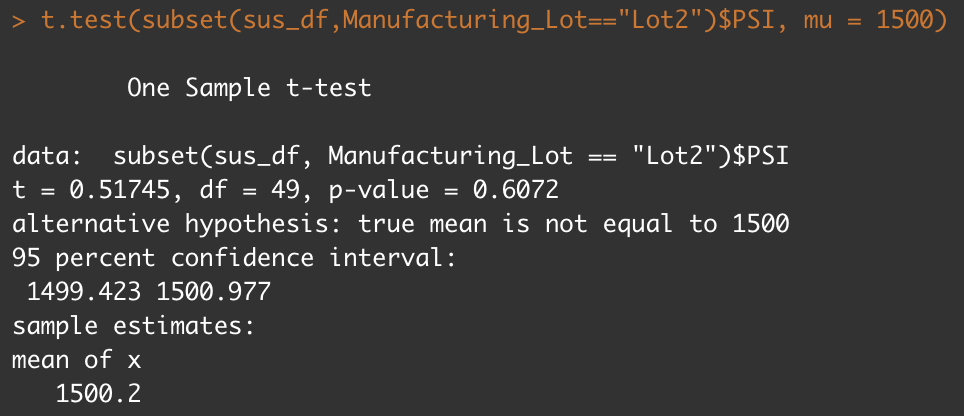 > t.test(subset(sus_df,Manufacturing_Lot=="Lot2")$PSI, mu = 1500)
One Sample t-test
data:  subset(sus_df, Manufacturing_Lot == "Lot2")$PSI
t = 0.51745, df = 49, p-value = 0.6072
alternative hypothesis: true mean is not equal to 1500
95 percent confidence interval:
1499.423 1500.977
sample estimates:
mean of x
1500.2